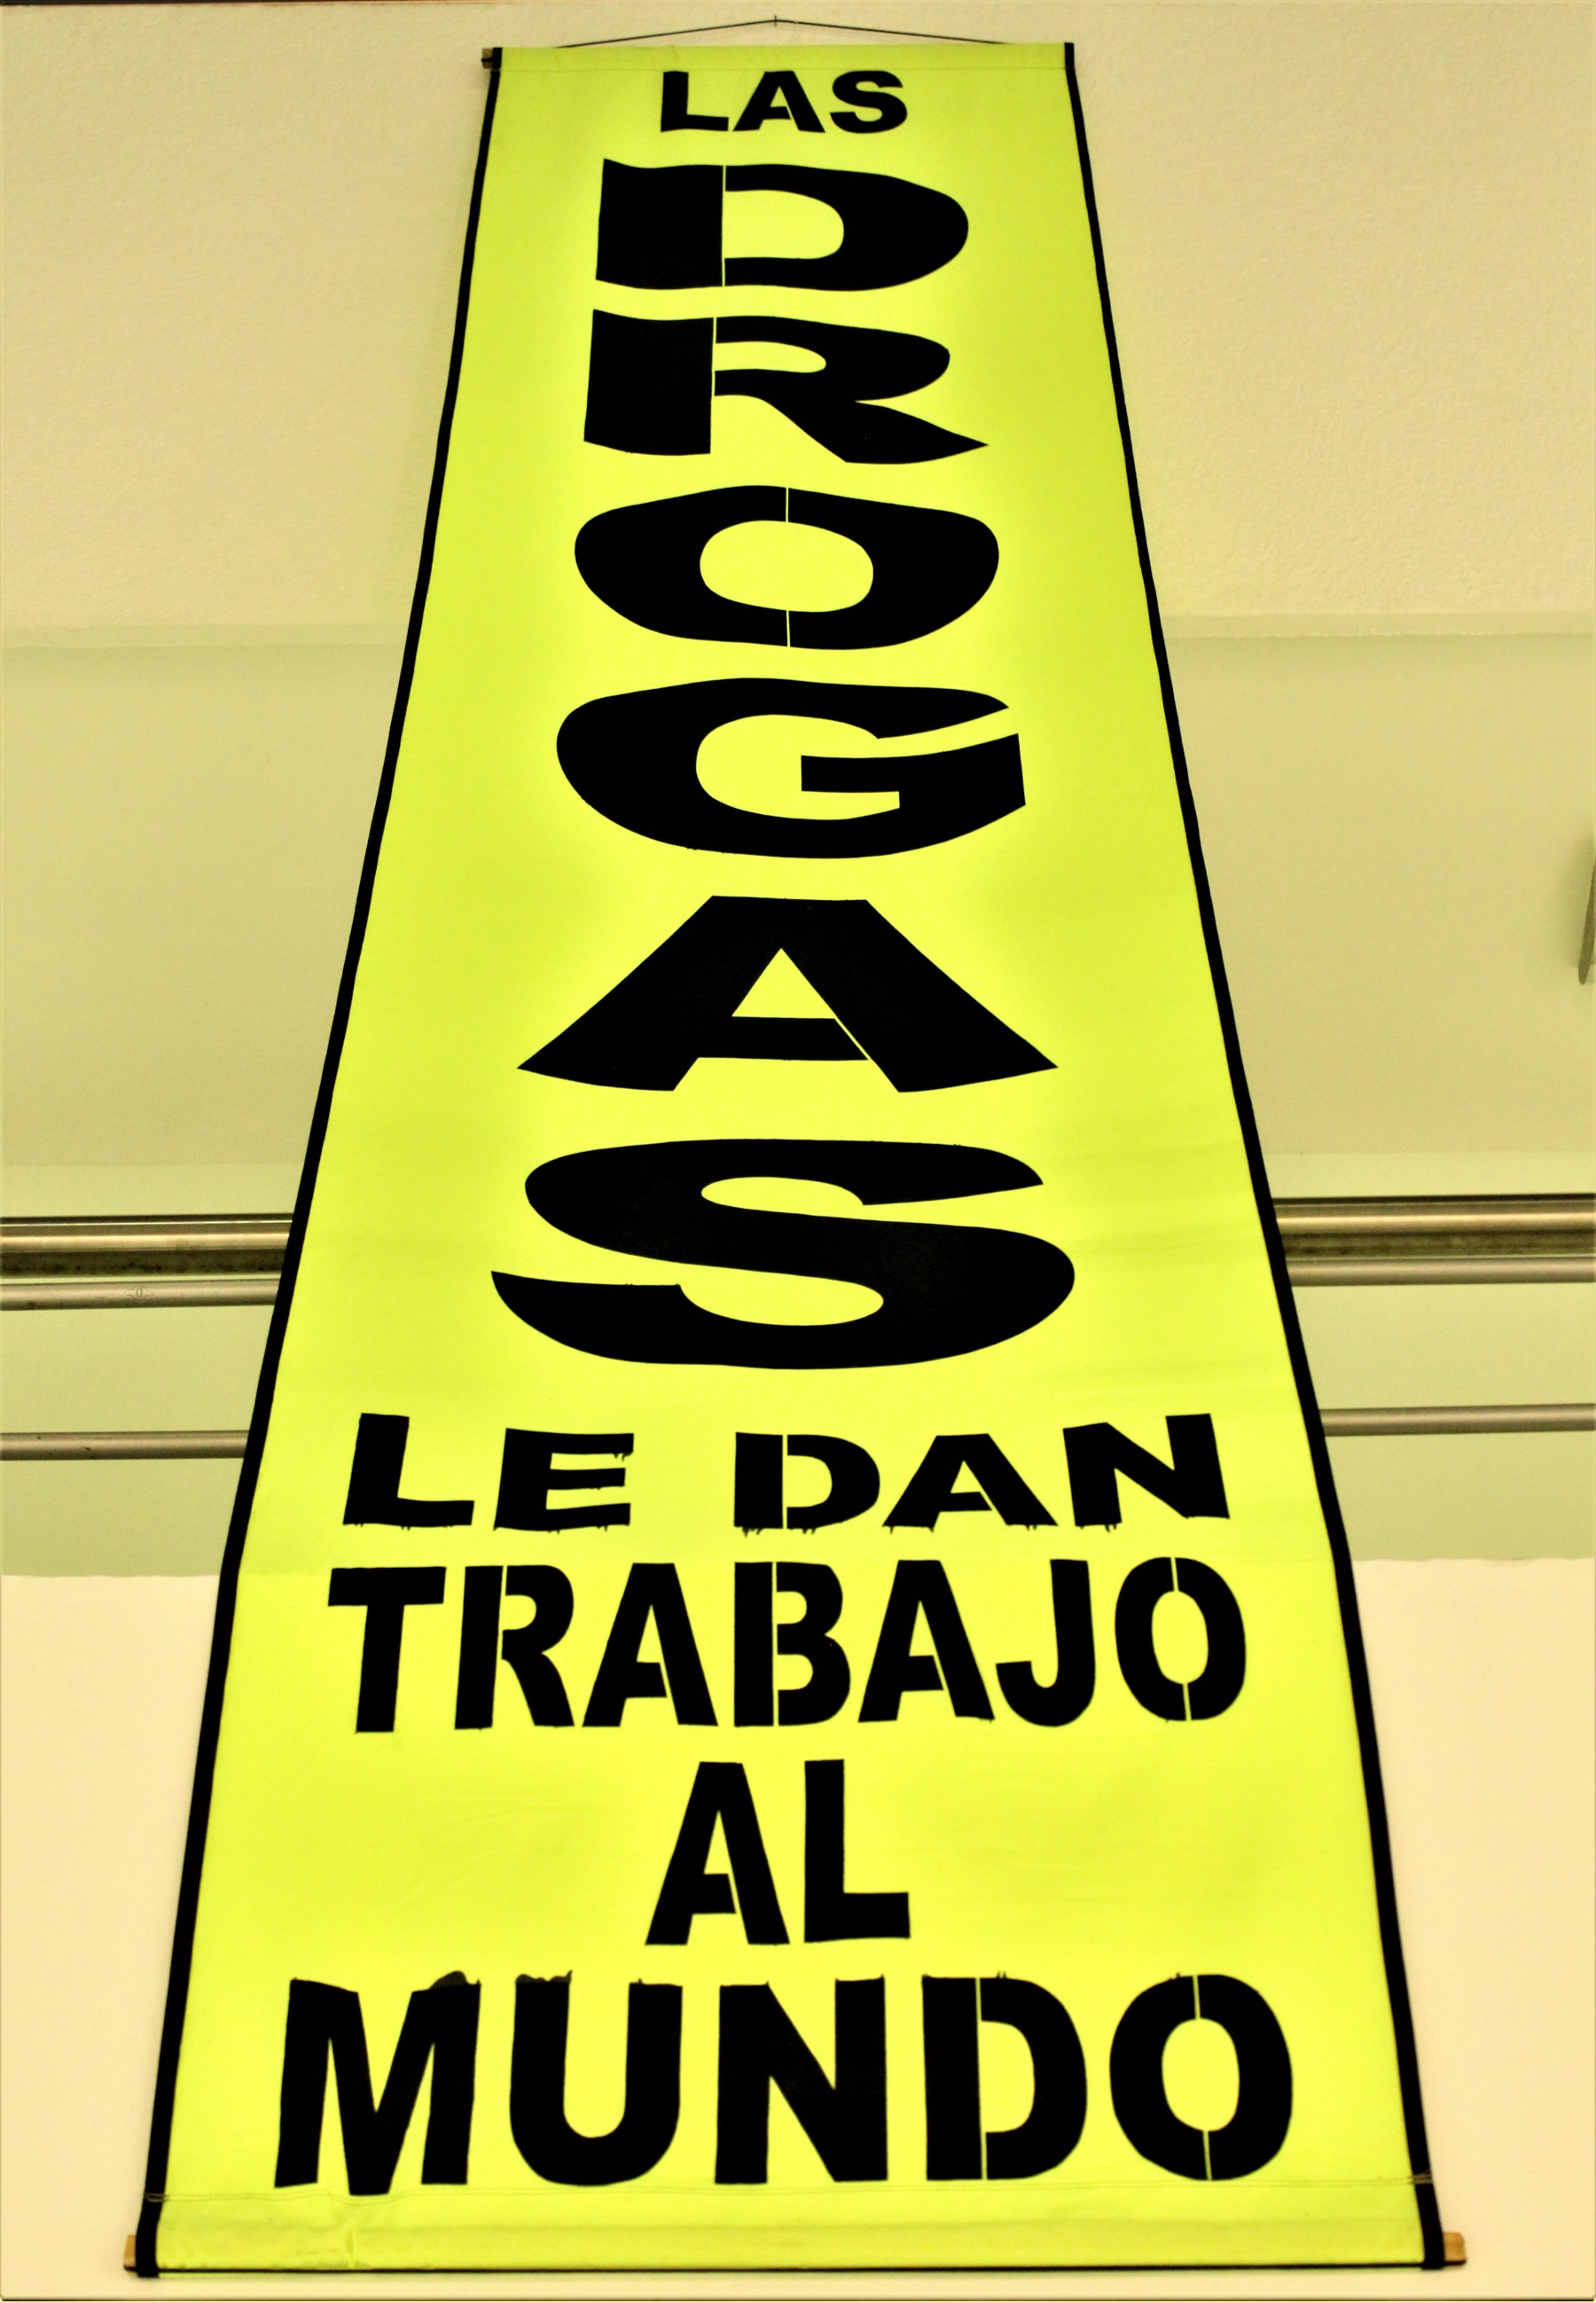 LAS
DROGAS
LE DAN
TRABAJO
AL
MUNDO